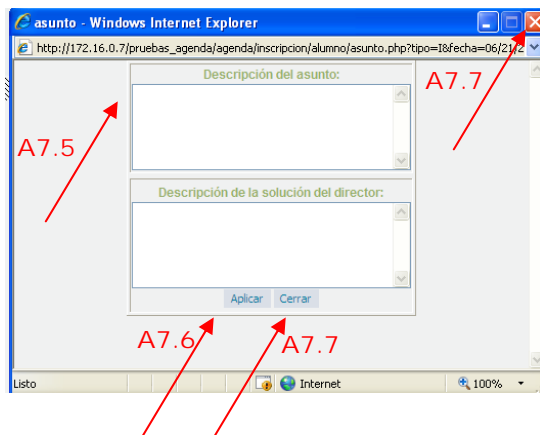 asunto - Windows Internet Explorer
http://172.16.0.7/pruebas_agenda/agenda/inscripcion/alumno/asunto.php?tipo=I&fecha=06/21/2
Descripción del asunto:
A7.7
A7.5
Descripción de la solución del director:
Aplicar Cerrar
A7.6
A7.7
Listo Internet 100%